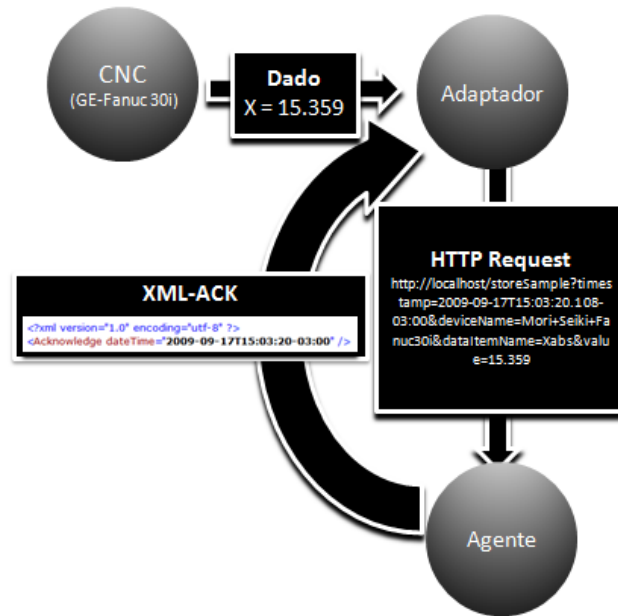 CNC
(GE-Fanuc 30i)
Dado
X = 15.359
Adaptador
HTTP Request
http://localhost/storeSample?times
tamp=2009-09-17T15:03:20.108-
03:00&deviceName=Mori+Seiki+Fa
nuc30i&dataItemName=Xabs&valu
e=15.359
XML-ACK
<?xml version="1.0" encoding="utf-8" ?>
<Acknowledge dateTime="2009-09-17T15:03:20-03:00" />
Agente